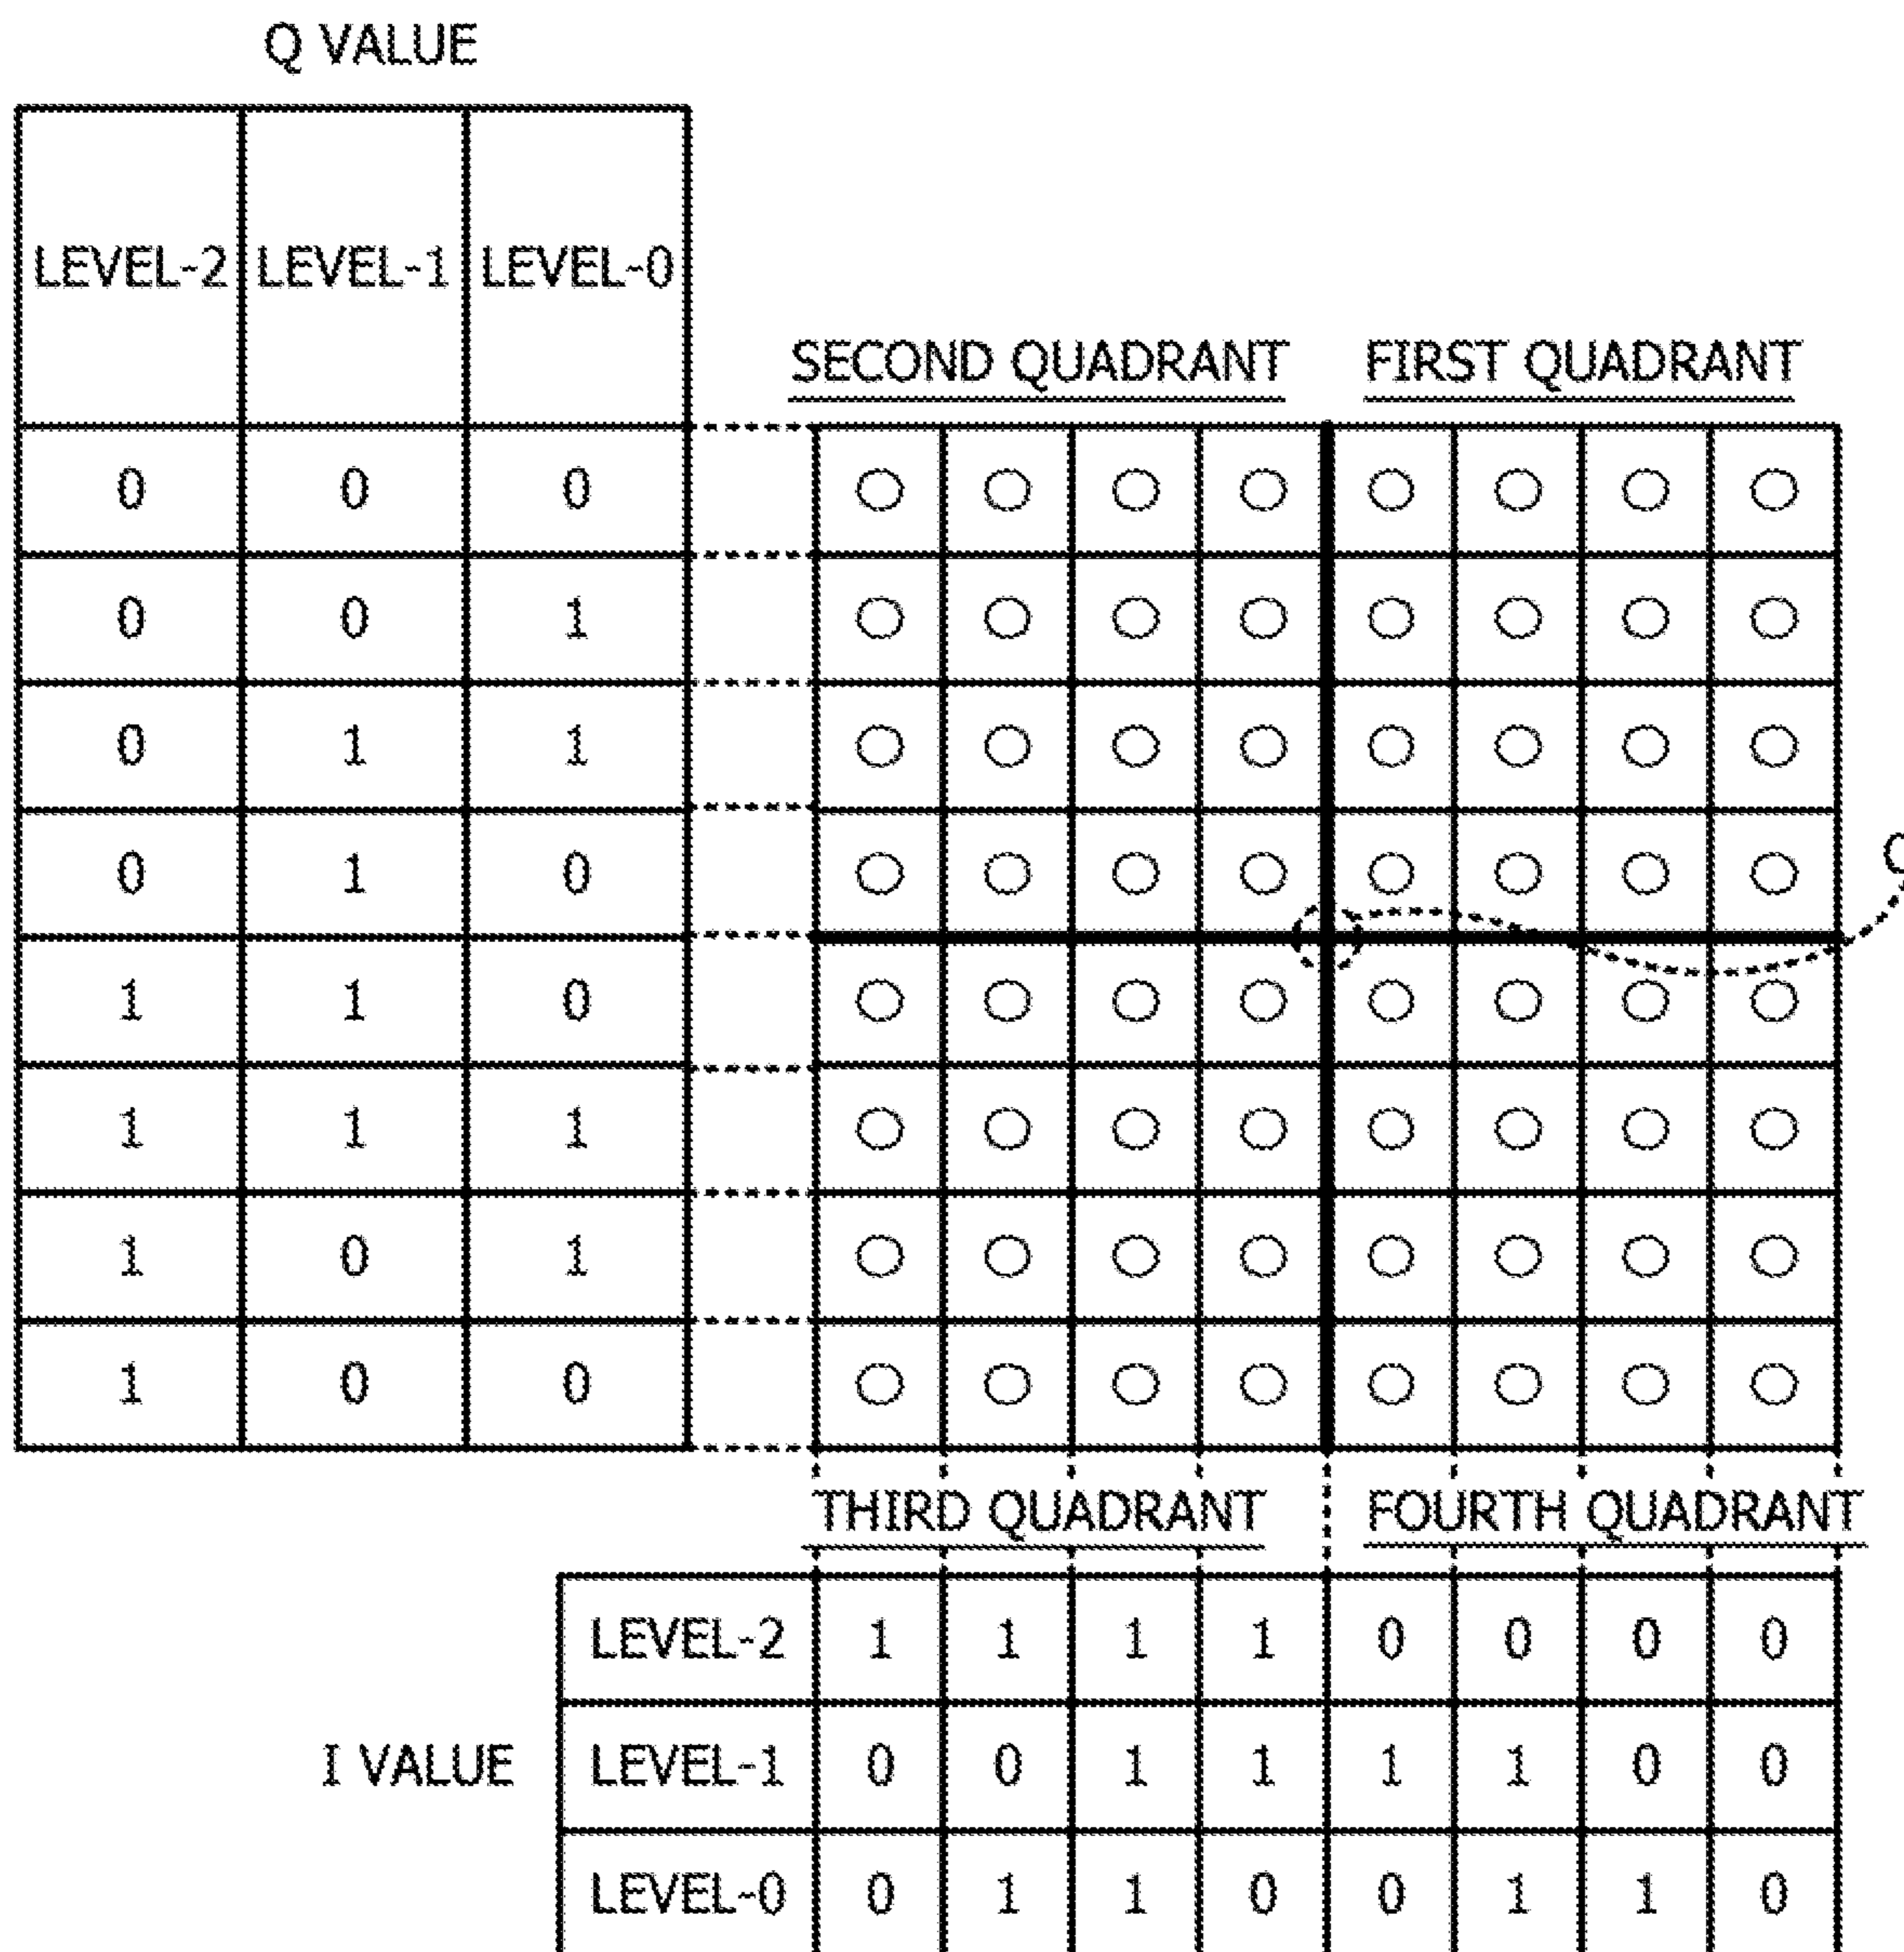 Q VALUE
LEVEL-2 LEVEL-1 LEVEL-0
SECOND QUADRANT FIRST QUADRANT
0 0 0
0 0 1
0 1 1
0 1 0
1 1 0
1 1 1
1 0 1
1 0 0
THIRD QUADRANT FOURTH QUADRANT
I VALUE
LEVEL-2 1 1 1 1 0 0 0 0
LEVEL-1 0 0 1 1 1 1 0 0
LEVEL-0 0 1 1 0 0 1 1 0